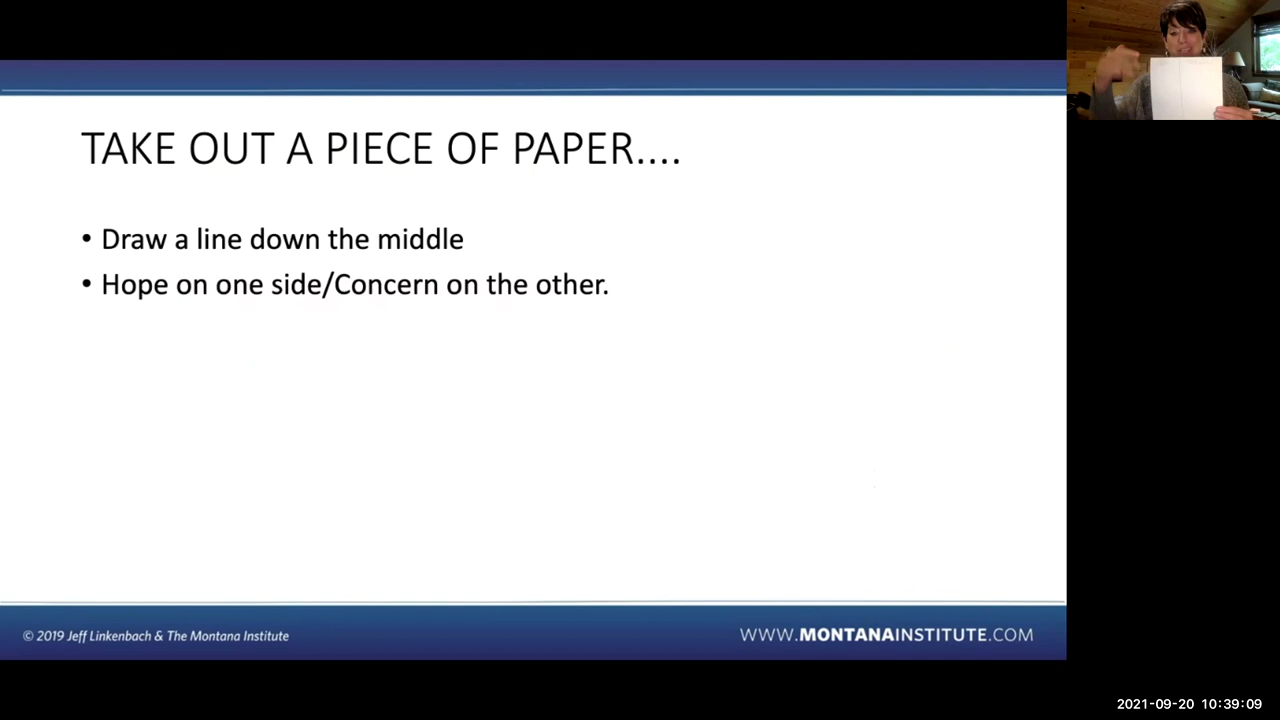 TAKE OUT A PIECE OF PAPER....
• Draw a line down the middle
• Hope on one side/Concern on the other.
© 2019 Jeff Linkenbach & The Montana Institute
WWW.MONTANAINSTITUTE.COM
2021-09-20 10:39:09